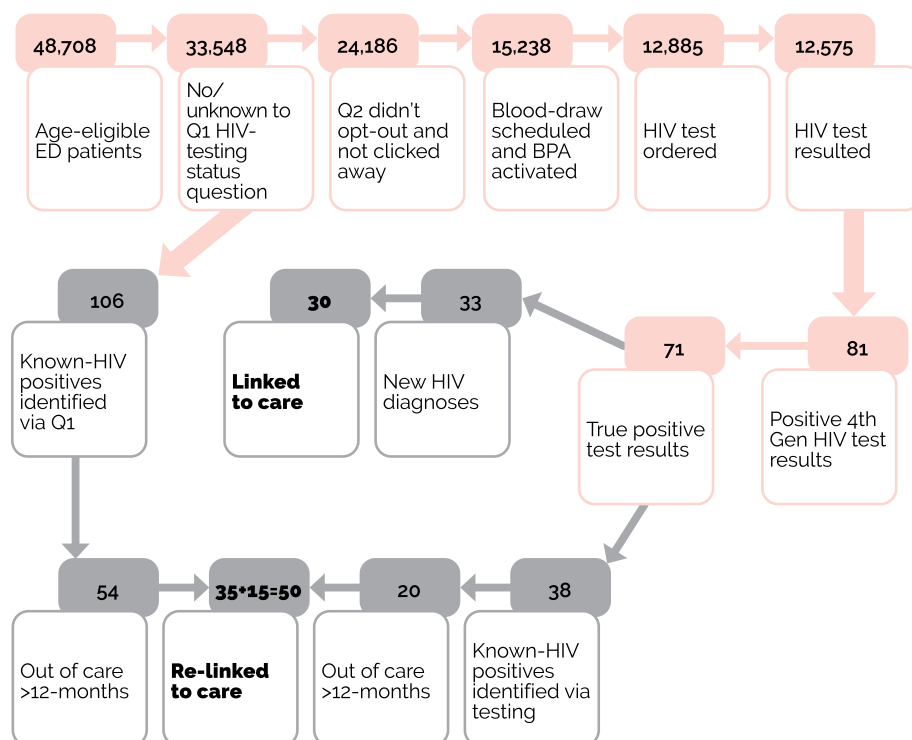 48,708
33,548
24,186
15,238
12,885
12,575
Age-eligible
ED patients
No/
unknown to
Q1 HIV-
testing
status
question
Q2 didn't
opt-out and
not clicked
away
Blood-draw
scheduled
and BPA
activated
HIV test
ordered
HIV test
resulted
106
Known-HIV
positives
identified
via Q1
30
Linked
to care
33
New HIV
diagnoses
71
True positive
test results
81
Positive 4th
Gen HIV test
results
54
Out of care
>12-months
35+15=50
Re-linked
to care
20
Out of care
>12-months
38
Known-HIV
positives
identified via
testing